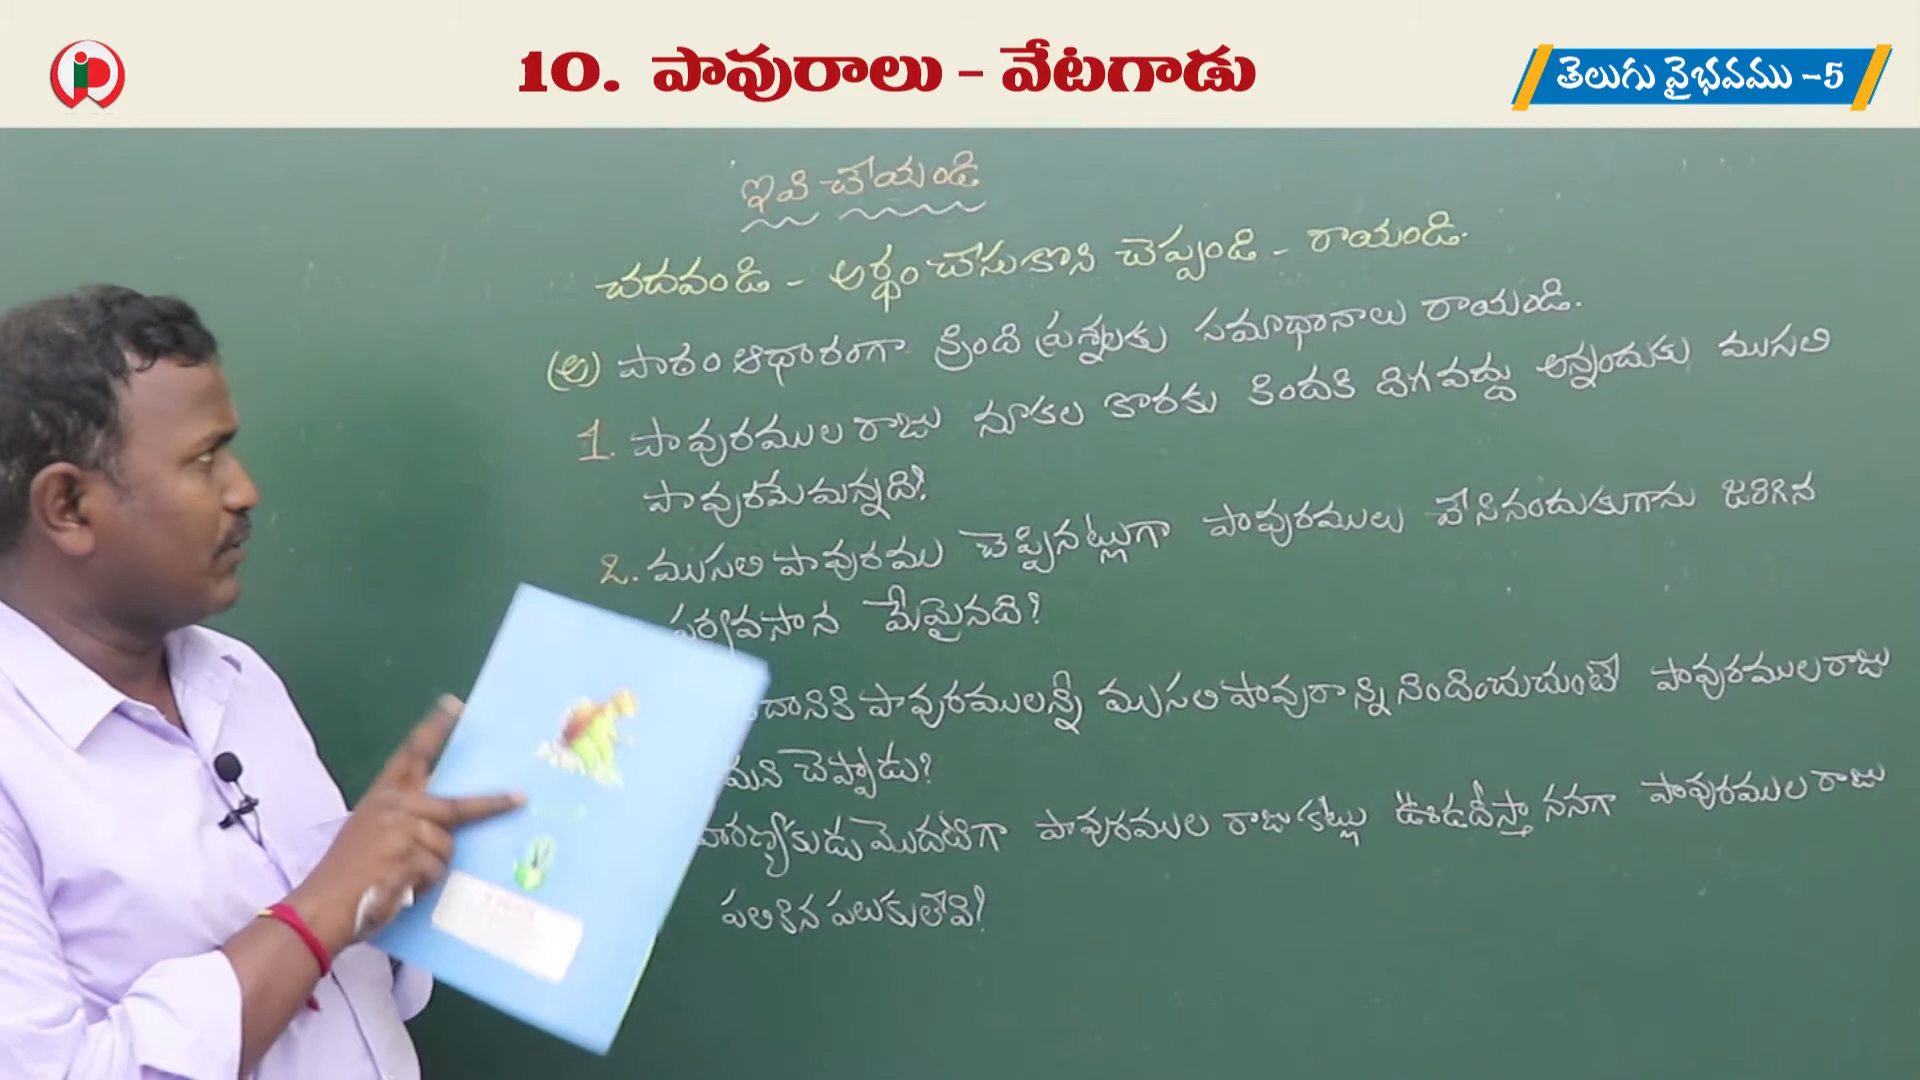 10. పావురాలు - వేటగాడు
తెలుగు వైభవము -5
ఇవి చేయండి
చదవండి - అర్థం చేసుకొని చెప్పండి - రాయండి.
(అ) పాఠం ఆధారంగా క్రింది ప్రశ్నలకు సమాధానాలు రాయండి.
1. పావురముల రాజు నూకల కొరకు కిందకి దిగవద్దు అన్నందుకు ముసలి
పావురమేమన్నది?
2. ముసలి పావురము చెప్పినట్లుగా పావురములు చేసినందుకుగాను జరిగిన
పర్యవసాన మేమైనది?
పావురములన్నీ ముసలి పావురాన్ని నిందించుచుంటే పావురములరాజు
చెప్పాడు?
మొదటిగా పావురముల రాజు కట్లు ఊడదీస్తా ననగా పావురముల రాజు
పలికిన పలుకులేవి?